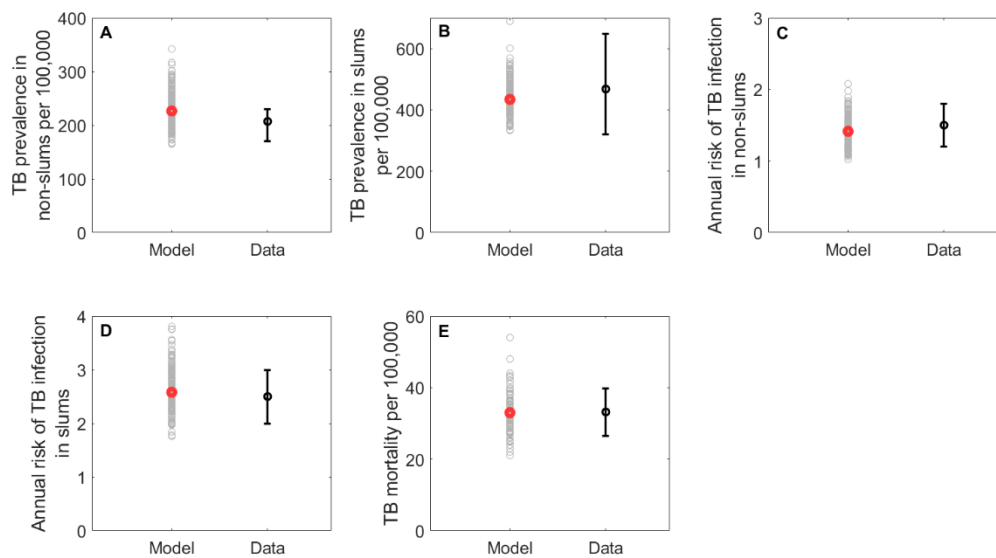 A
TB prevalence in
non-slums per 100,000
400
300
200
100
0
Model
Data
B
TB prevalence in slums
per 100,000
600
400
200
0
Model
Data
C
Annual risk of TB infection
in non-slums
3
2
1
0
Model
Data
D
Annual risk of TB infection
in slums
4
3
2
1
0
Model
Data
E
TB mortality per 100,000
60
40
20
0
Model
Data